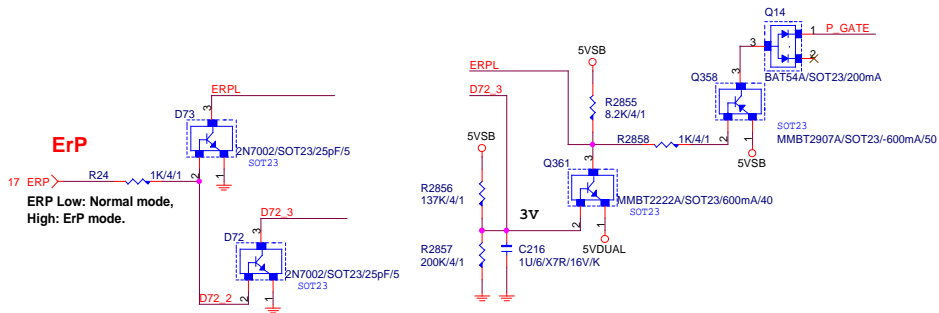 ERPL
D73
3
2N7002/SOT23/25pF/5
SOT23
ErP
17 ERP
R24
1K/4/1
2
1
ERP Low: Normal mode,
High: ErP mode.
D72_3
D72
3
2N7002/SOT23/25pF/5
SOT23
D72_2
2
1
ERPL
D72_3
5VSB
R2855
8.2K/4/1
5VSB
R2856
137K/4/1
R2857
200K/4/1
3V
C216
1U/6/X7R/16V/K
Q361
3
MMBT2222A/SOT23/600mA/40
SOT23
2
1
5VDUAL
R2858
1K/4/1
Q358
3
SOT23
MMBT2907A/SOT23/-600mA/50
2
1
5VSB
Q14
3
1
P_GATE
2
BAT54A/SOT23/200mA